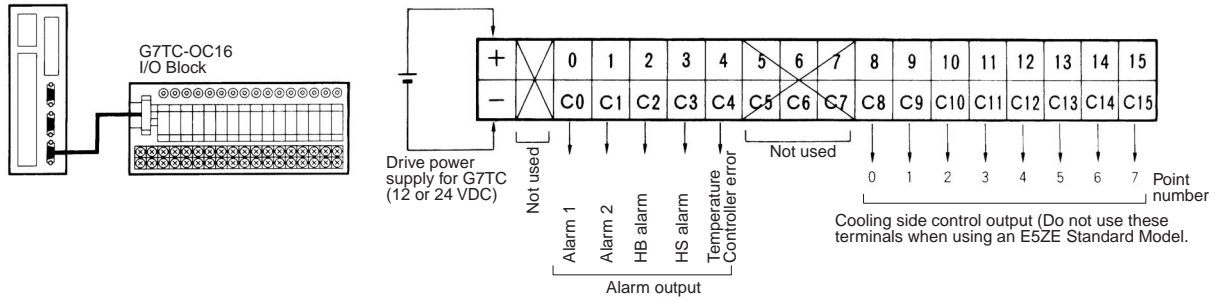 G7TC-OC16
I/O Block
+ 0 1 2 3 4 5 6 7 8 9 10 11 12 13 14 15
− C0 C1 C2 C3 C4 C5 C6 C7 C8 C9 C10 C11 C12 C13 C14 C15
Drive power
supply for G7TC
(12 or 24 VDC)
Not used
Alarm 1
Alarm 2
HB alarm
HS alarm
Temperature
Controller error
Alarm output
Not used
0 1 2 3 4 5 6 7 Point
number
Cooling side control output (Do not use these
terminals when using an E5ZE Standard Model.